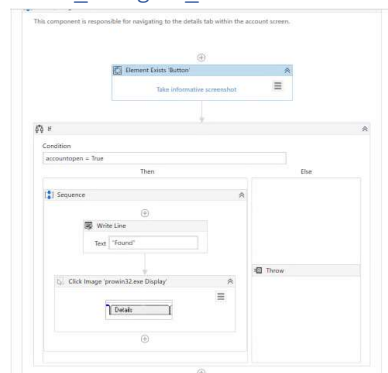 This component is responsible for navigating to the details tab within the account screen.
Element Exists 'Button'
Take informative screenshot
If
Condition
accountopen = True
Then
Else
Sequence
Write Line
Text "Found"
Throw
Click Image 'prowin32.exe Display'
Details